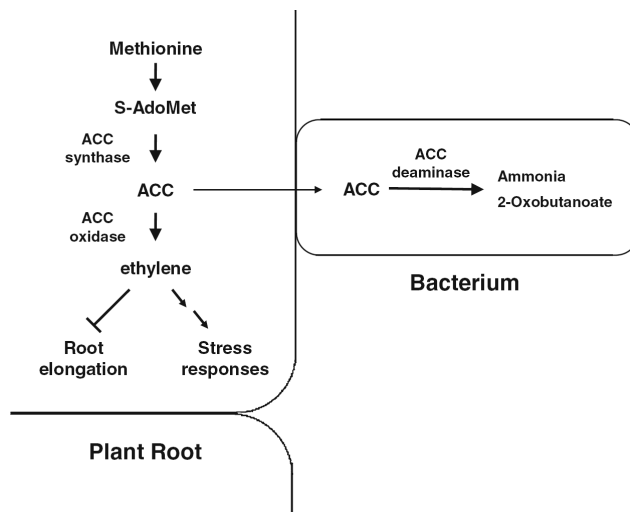 Methionine
S-AdoMet
ACC
synthase
ACC
ACC
oxidase
ethylene
Root
elongation
Stress
responses
Plant Root
ACC
ACC
deaminase
Ammonia
2-Oxobutanoate
Bacterium